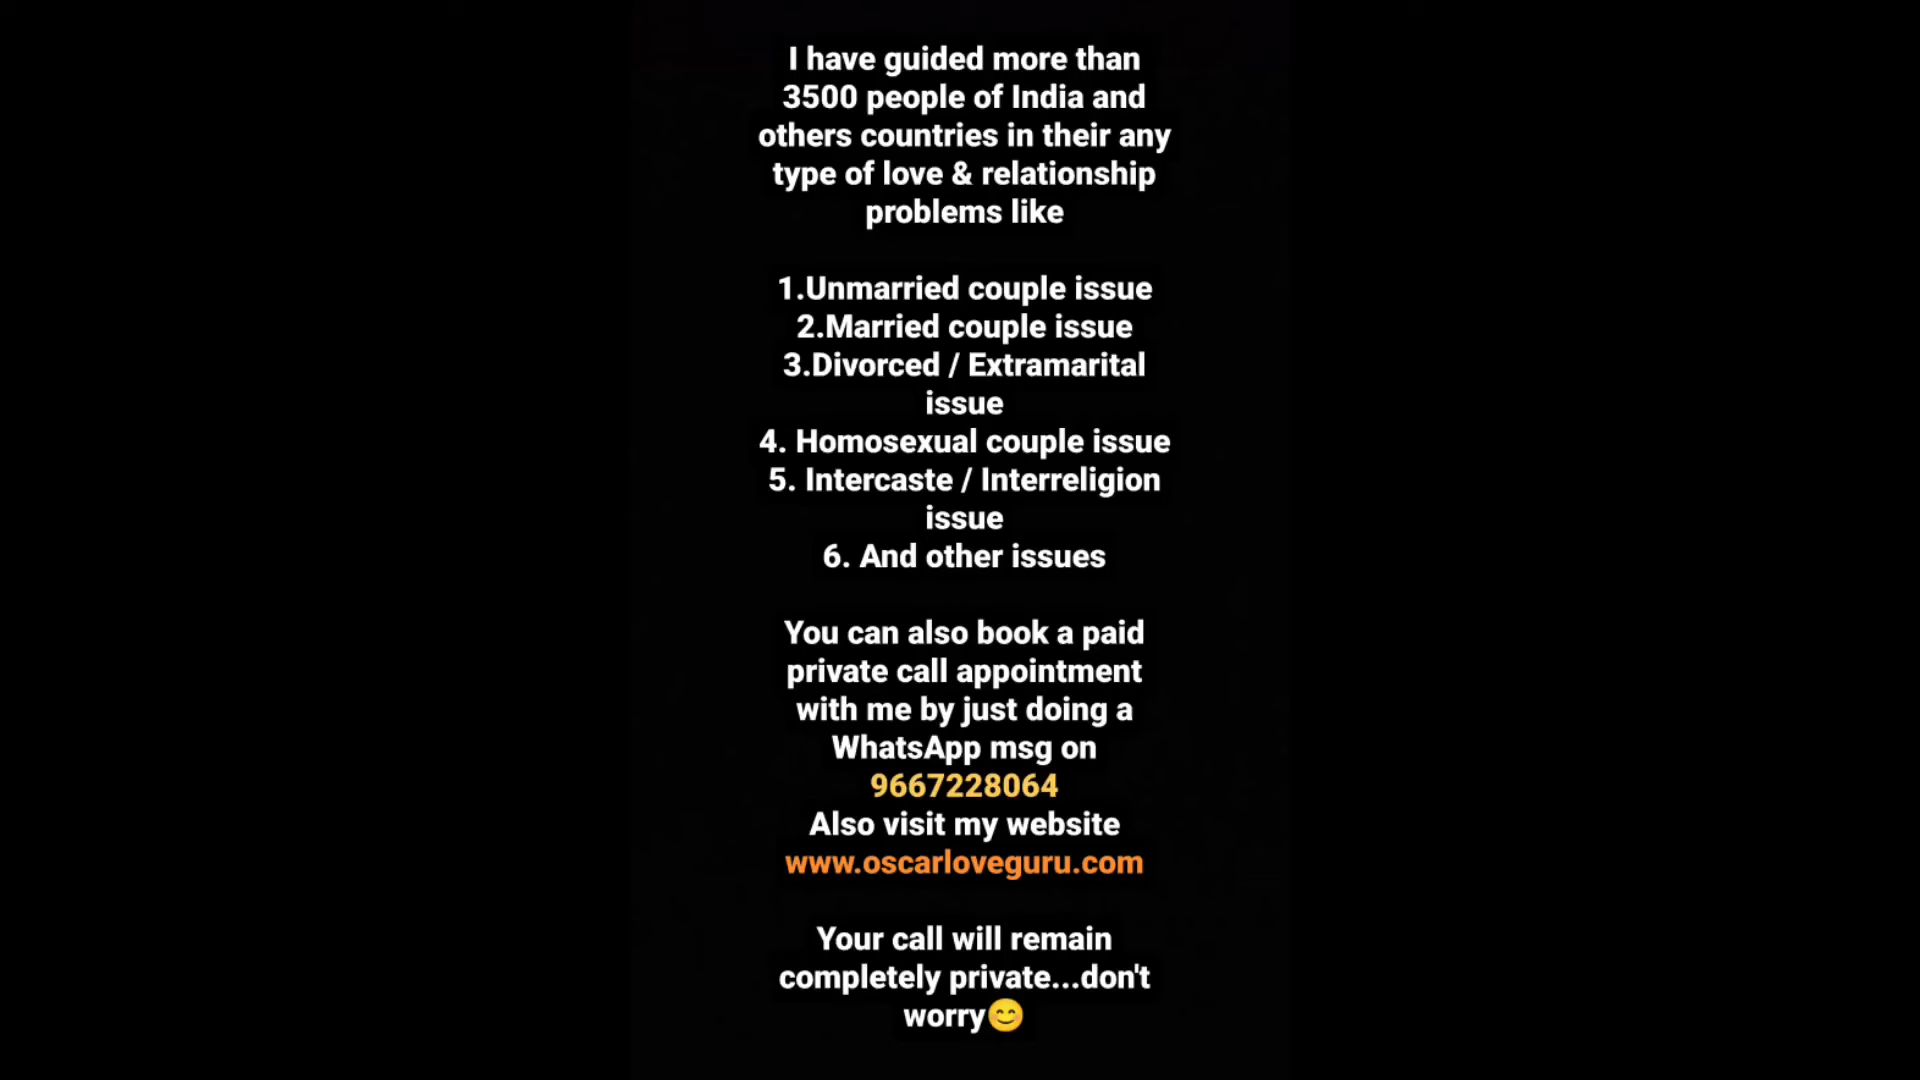 I have guided more than
3500 people of India and
others countries in their any
type of love & relationship
problems like
1.Unmarried couple issue
2.Married couple issue
3.Divorced / Extramarital
issue
4. Homosexual couple issue
5. Intercaste / Interreligion
issue
6. And other issues
You can also book a paid
private call appointment
with me by just doing a
WhatsApp msg on
9667228064
Also visit my website
www.oscarloveguru.com
Your call will remain
completely private...don't
worry😊